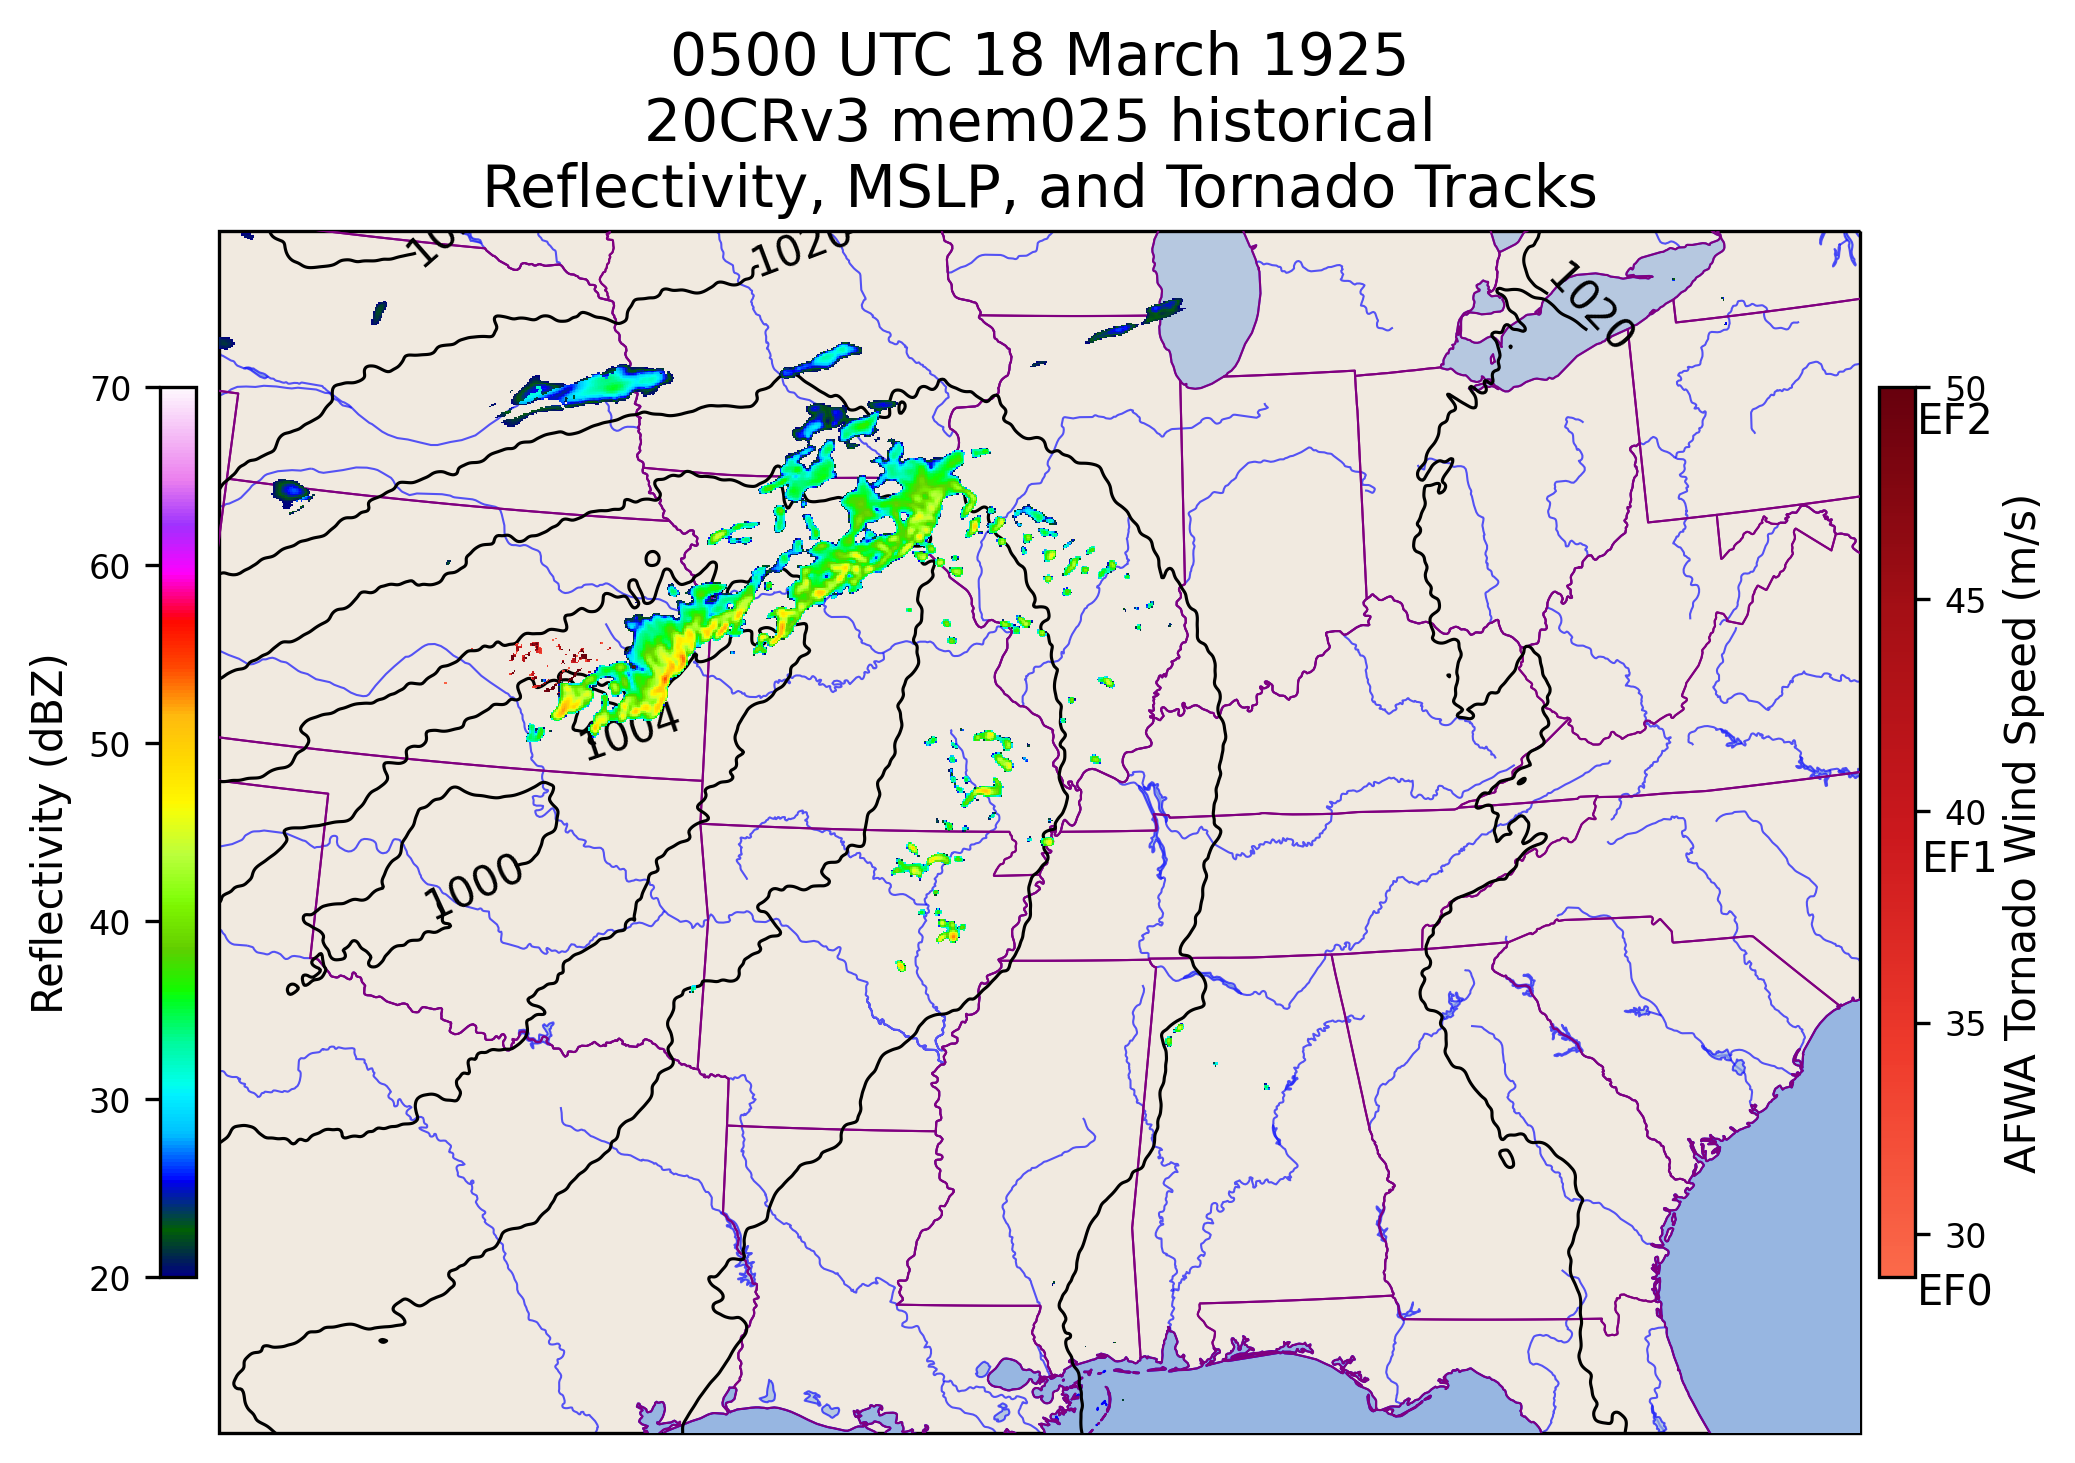 0500 UTC 18 March 1925
20CRv3 mem025 historical
Reflectivity, MSLP, and Tornado Tracks
10
1020
1020
1004
1000
70
60
50
40
30
20
Reflectivity (dBZ)
50
EF2
45
40
EF1
35
30
EF0
AFWA Tornado Wind Speed (m/s)